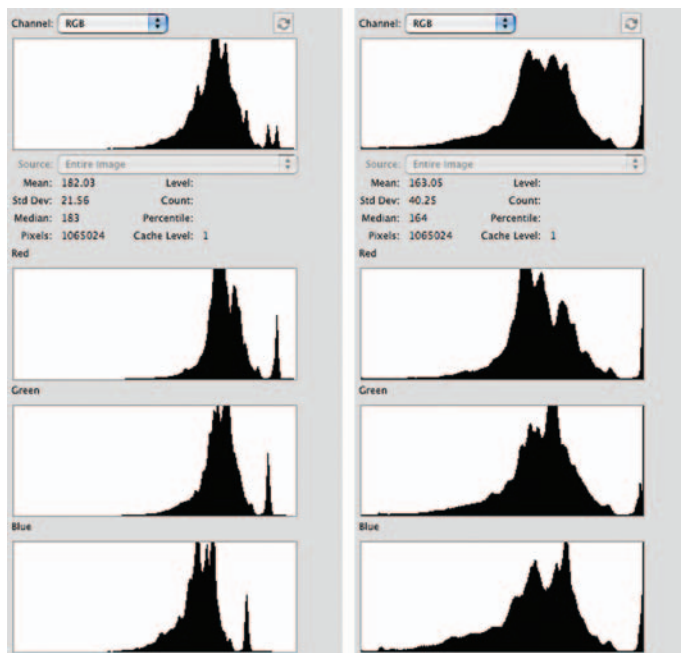 Channel: RGB
Source: Entire Image
Mean: 182.03 Level:
Std Dev: 21.56 Count:
Median: 183 Percentile:
Pixels: 1065024 Cache Level: 1
Red
Green
Blue
Channel: RGB
Source: Entire Image
Mean: 163.05 Level:
Std Dev: 40.25 Count:
Median: 164 Percentile:
Pixels: 1065024 Cache Level: 1
Red
Green
Blue